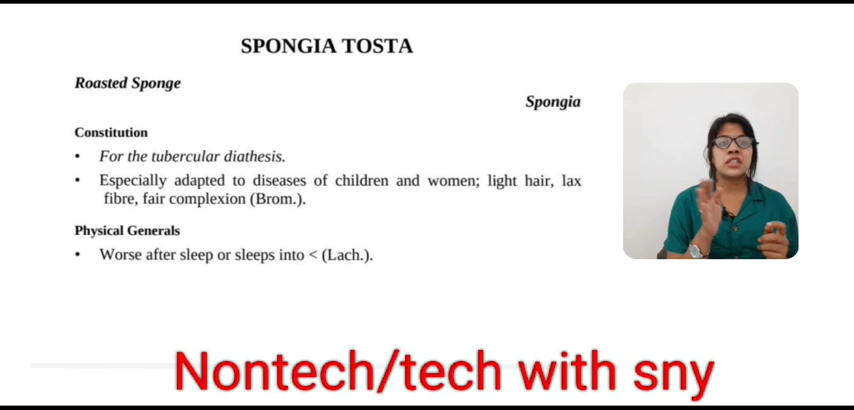 SPONGIA TOSTA
Roasted Sponge
Spongia
Constitution
• For the tubercular diathesis.
• Especially adapted to diseases of children and women; light hair, lax
fibre, fair complexion (Brom.).
Physical Generals
• Worse after sleep or sleeps into < (Lach.).
Nontech/tech with sny